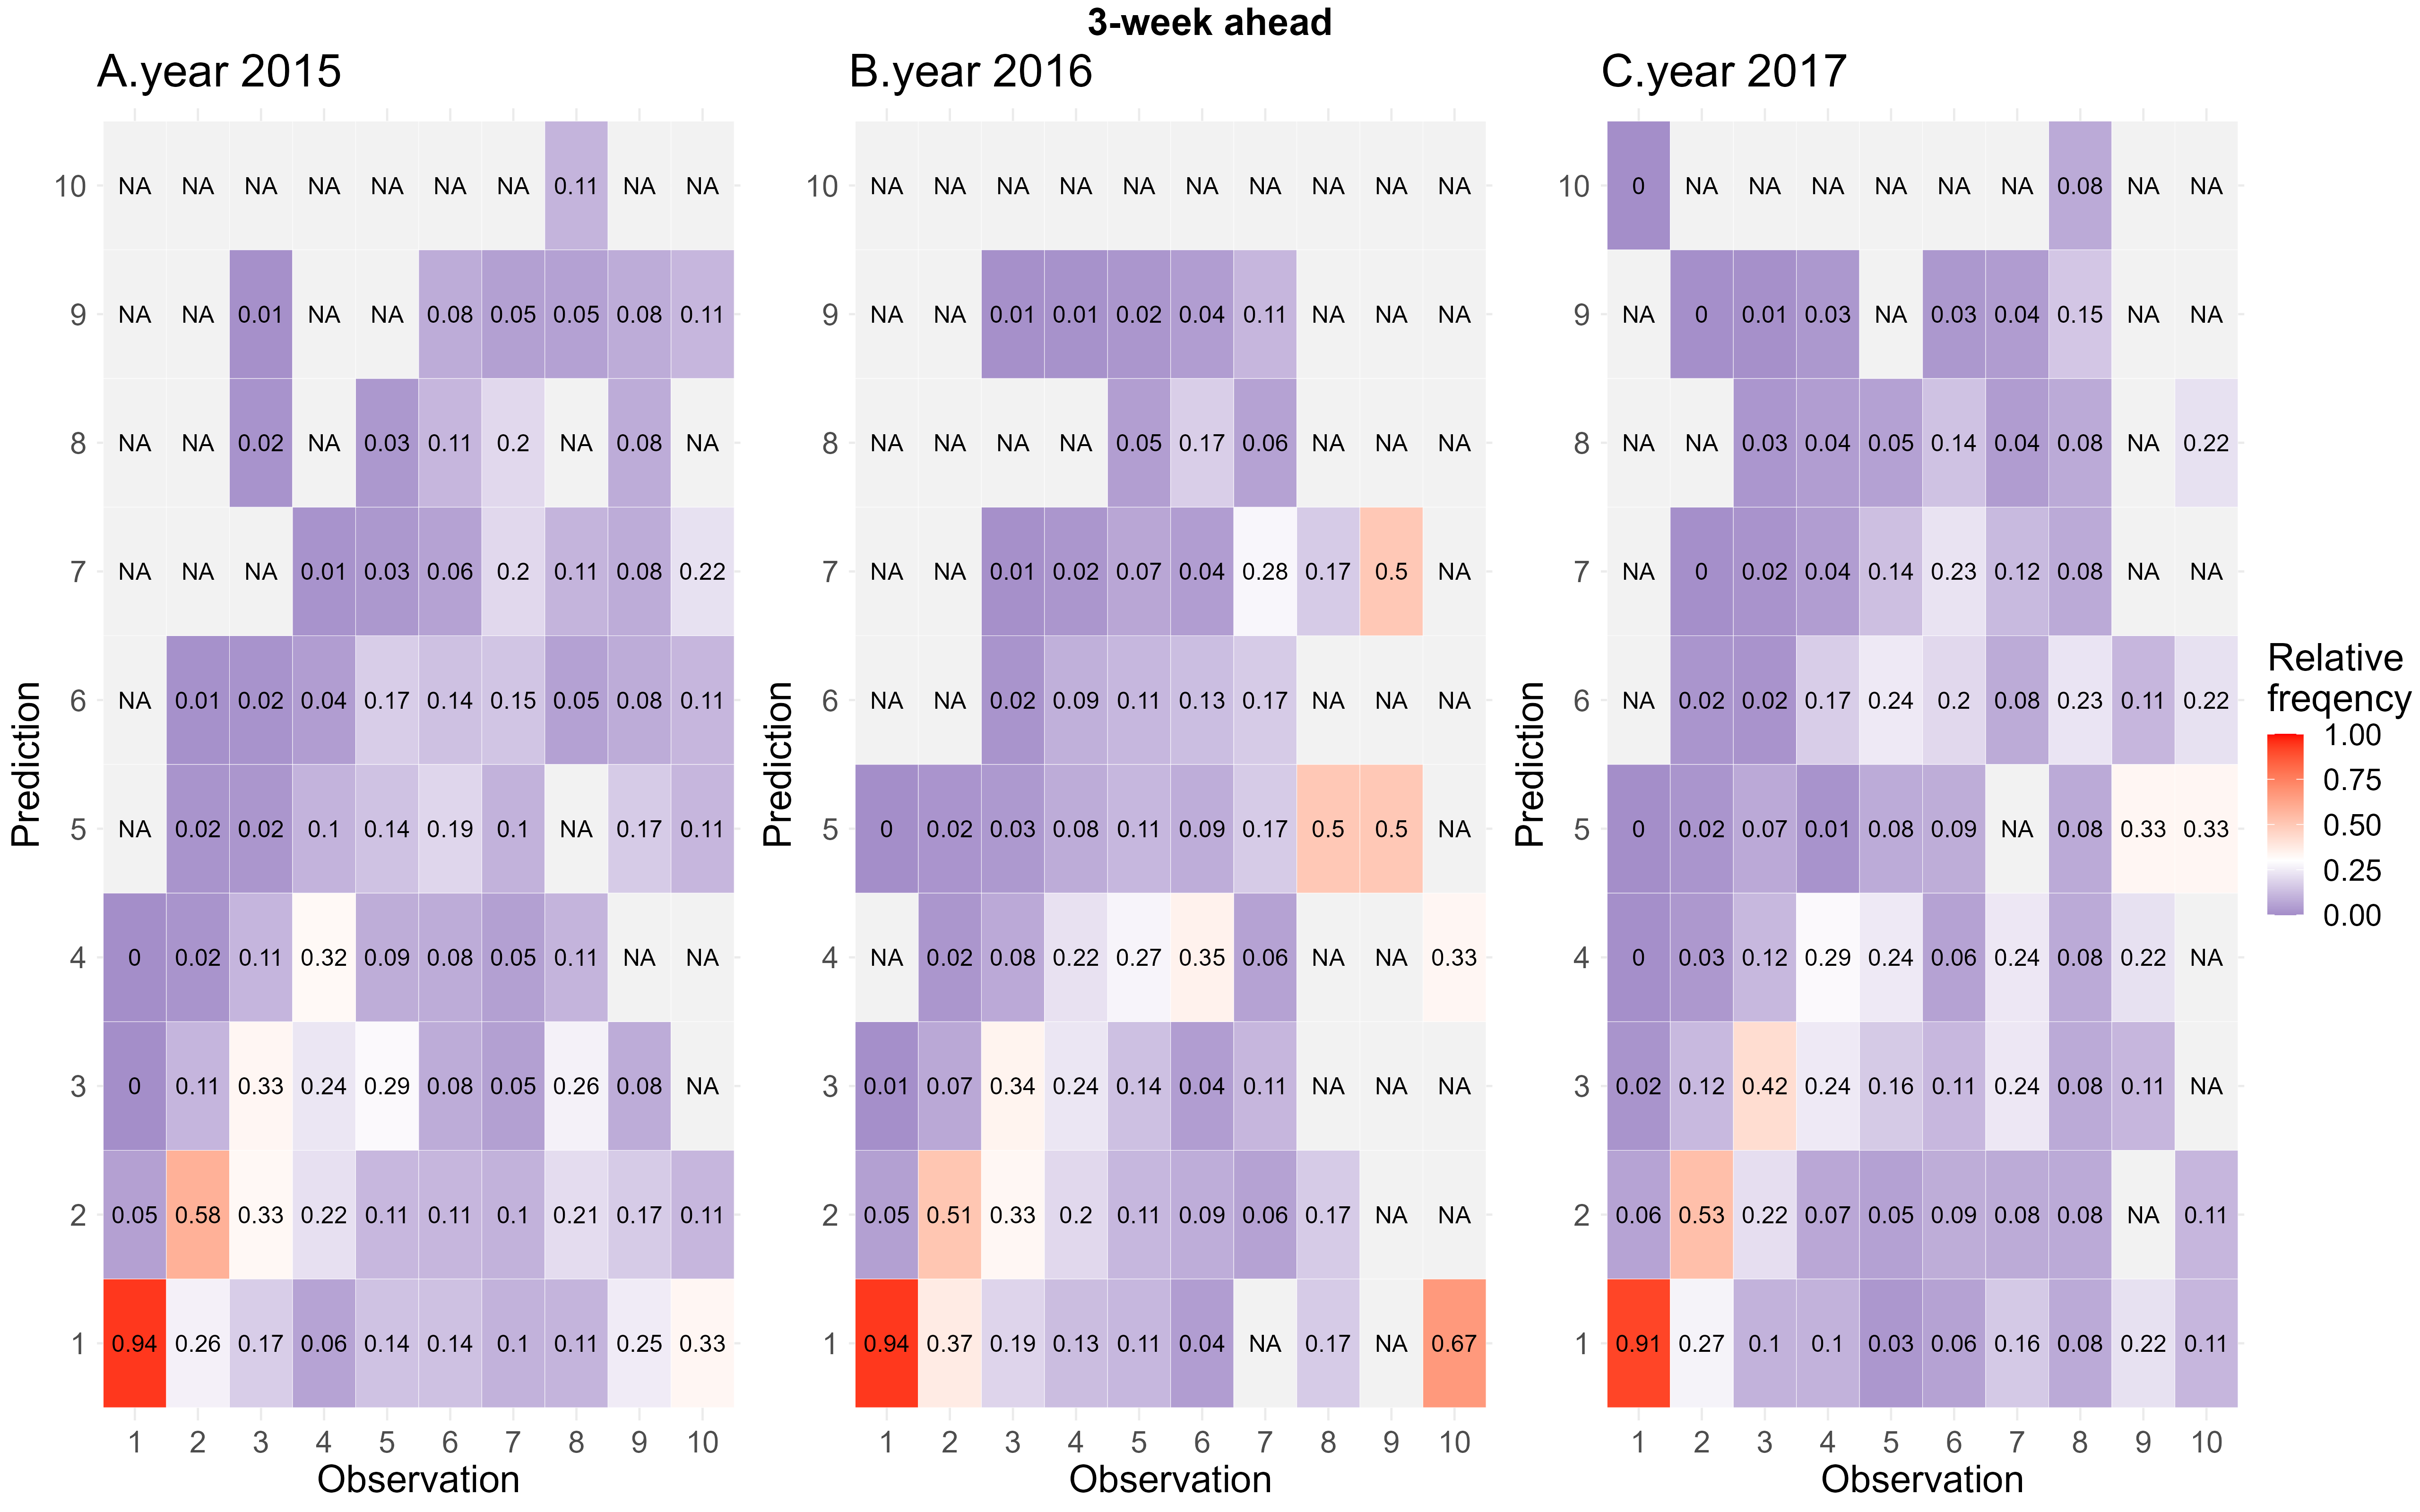 3-week ahead
A.year 2015
B.year 2016
C.year 2017
10 NA NA NA NA NA NA NA 0.11 NA NA
9 NA NA 0.01 NA NA 0.08 0.05 0.05 0.08 0.11
8 NA NA 0.02 NA 0.03 0.11 0.2 NA 0.08 NA
7 NA NA NA 0.01 0.03 0.06 0.2 0.11 0.08 0.22
6 NA 0.01 0.02 0.04 0.17 0.14 0.15 0.05 0.08 0.11
5 NA 0.02 0.02 0.1 0.14 0.19 0.1 NA 0.17 0.11
4 0 0.02 0.11 0.32 0.09 0.08 0.05 0.11 NA NA
3 0 0.11 0.33 0.24 0.29 0.08 0.05 0.26 0.08 NA
2 0.05 0.58 0.33 0.22 0.11 0.11 0.1 0.21 0.17 0.11
1 0.94 0.26 0.17 0.06 0.14 0.14 0.1 0.11 0.25 0.33
1 2 3 4 5 6 7 8 9 10
Observation
Prediction
10 NA NA NA NA NA NA NA NA NA NA
9 NA NA 0.01 0.01 0.02 0.04 0.11 NA NA NA
8 NA NA NA NA 0.05 0.17 0.06 NA NA NA
7 NA NA 0.01 0.02 0.07 0.04 0.28 0.17 0.5 NA
6 NA NA 0.02 0.09 0.11 0.13 0.17 NA NA NA
5 0 0.02 0.03 0.08 0.11 0.09 0.17 0.5 0.5 NA
4 NA 0.02 0.08 0.22 0.27 0.35 0.06 NA NA 0.33
3 0.01 0.07 0.34 0.24 0.14 0.04 0.11 NA NA NA
2 0.05 0.51 0.33 0.2 0.11 0.09 0.06 0.17 NA NA
1 0.94 0.37 0.19 0.13 0.11 0.04 NA 0.17 NA 0.67
1 2 3 4 5 6 7 8 9 10
Observation
Prediction
10 0 NA NA NA NA NA NA 0.08 NA NA
9 NA 0 0.01 0.03 NA 0.03 0.04 0.15 NA NA
8 NA NA 0.03 0.04 0.05 0.14 0.04 0.08 NA 0.22
7 NA 0 0.02 0.04 0.14 0.23 0.12 0.08 NA NA
6 NA 0.02 0.02 0.17 0.24 0.2 0.08 0.23 0.11 0.22
5 0 0.02 0.07 0.01 0.08 0.09 NA 0.08 0.33 0.33
4 0 0.03 0.12 0.29 0.24 0.06 0.24 0.08 0.22 NA
3 0.02 0.12 0.42 0.24 0.16 0.11 0.24 0.08 0.11 NA
2 0.06 0.53 0.22 0.07 0.05 0.09 0.08 0.08 NA 0.11
1 0.91 0.27 0.1 0.1 0.03 0.06 0.16 0.08 0.22 0.11
1 2 3 4 5 6 7 8 9 10
Observation
Prediction
Relative
freqency
1.00
0.75
0.50
0.25
0.00